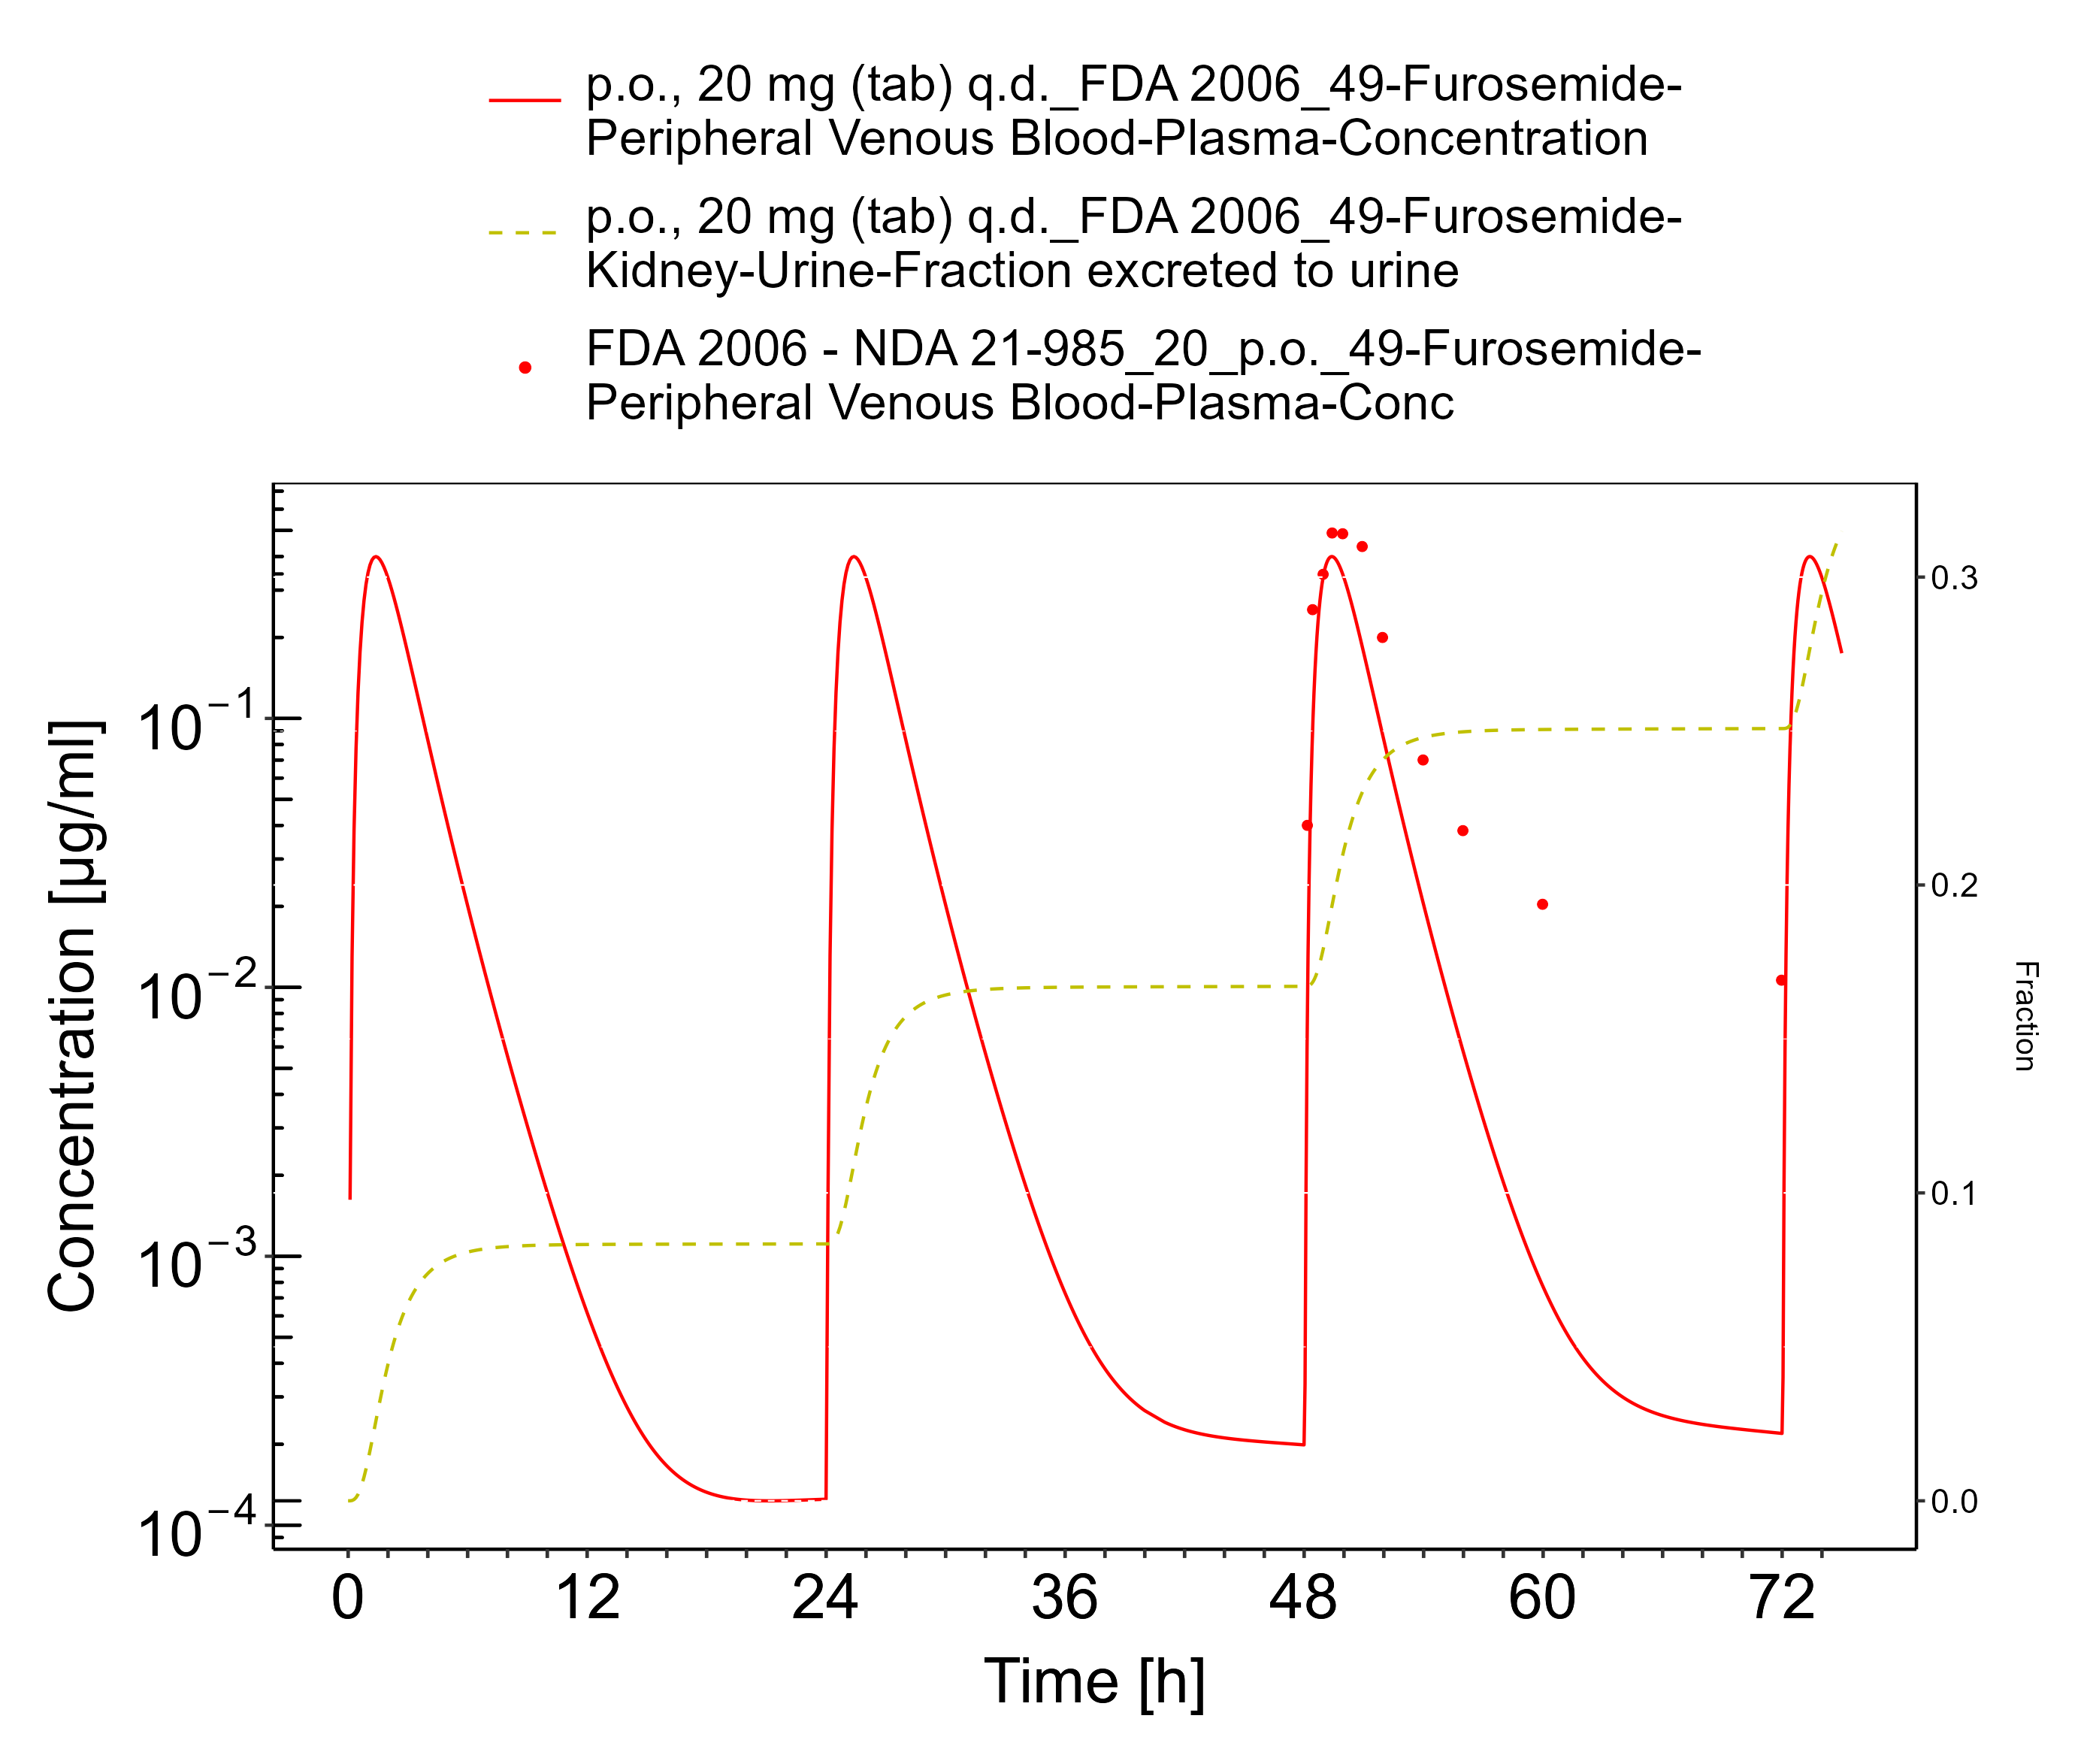 p.o., 20 mg (tab) q.d._FDA 2006_49-Furosemide-
Peripheral Venous Blood-Plasma-Concentration
p.o., 20 mg (tab) q.d._FDA 2006_49-Furosemide-
Kidney-Urine-Fraction excreted to urine
FDA 2006 - NDA 21-985_20_p.o._49-Furosemide-
Peripheral Venous Blood-Plasma-Conc
Concentration [µg/ml]
10⁻¹
10⁻²
10⁻³
10⁻⁴
0.3
0.2
0.1
0.0
Fraction
0 12 24 36 48 60 72
Time [h]